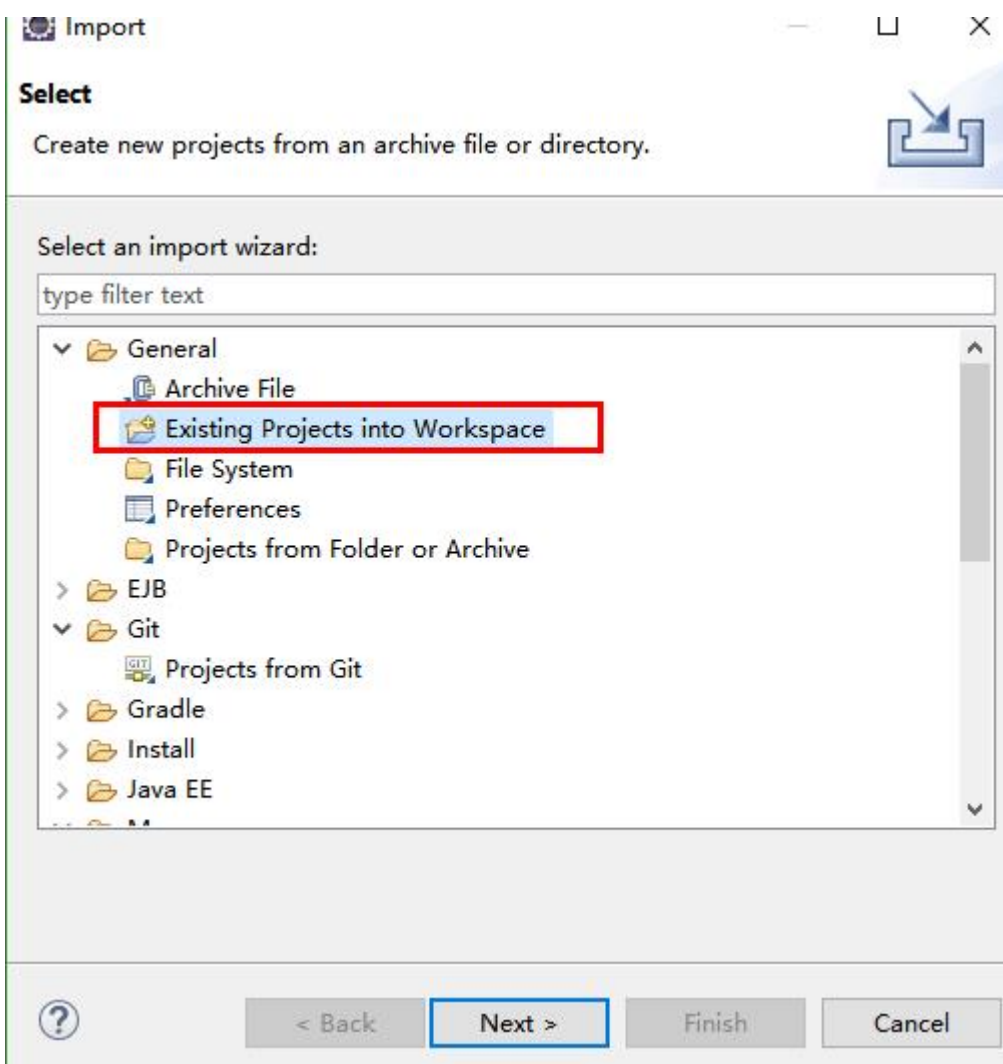 Import
Select
Create new projects from an archive file or directory.
Select an import wizard:
type filter text
General
Archive File
Existing Projects into Workspace
File System
Preferences
Projects from Folder or Archive
EJB
Git
Projects from Git
Gradle
Install
Java EE
< Back
Next >
Finish
Cancel